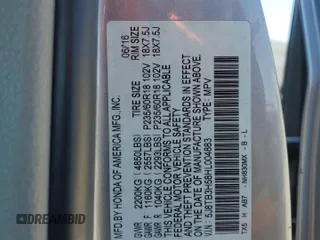 MFD. BY HONDA OF AMERICA MFG., INC. 06/16
TIRE SIZE RIM SIZE
GVWR 2200KG ( 4850LBS)
GAWR F 1160KG ( 2557LBS) P235/60R18 102V 18X7.5J
GAWR R 1040KG ( 2293LBS) P235/60R18 102V 18X7.5J
THIS VEHICLE CONFORMS TO ALL APPLICABLE
FEDERAL MOTOR VEHICLE SAFETY AND
THEFT PREVENTION STANDARDS IN EFFECT ON
THE DATE OF MANUFACTURE SHOWN ABOVE.
TYPE: MPV
TX5 H AB7 - NH830MX - B - L